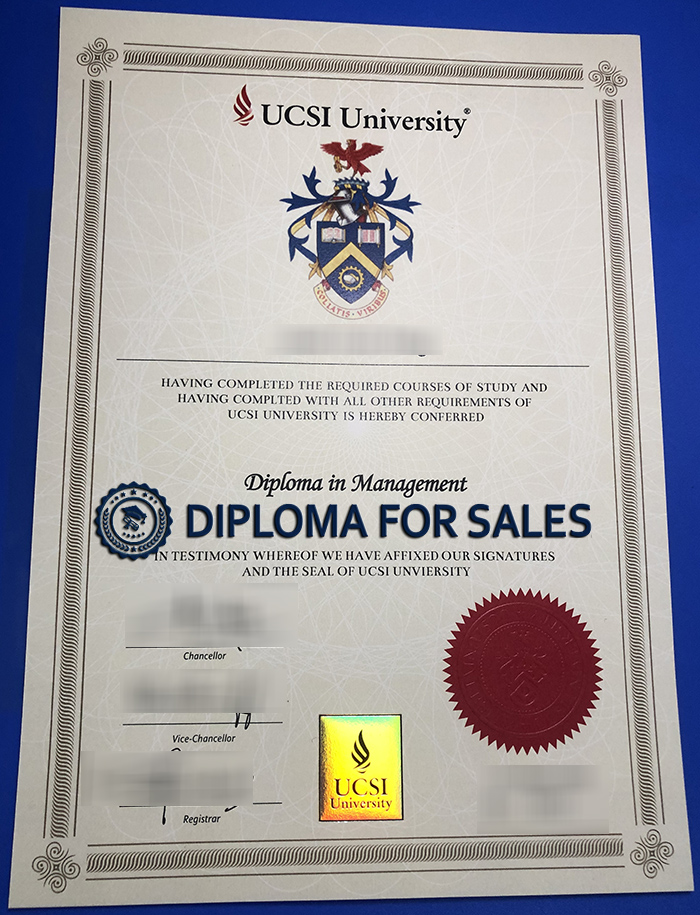 UCSI University®
COLLATIS · VIRIBUS
HAVING COMPLETED THE REQUIRED COURSES OF STUDY AND
HAVING COMPLTED WITH ALL OTHER REQUIREMENTS OF
UCSI UNIVERSITY IS HEREBY CONFERRED
Diploma in Management
DIPLOMA FOR SALES
IN TESTIMONY WHEREOF WE HAVE AFFIXED OUR SIGNATURES
AND THE SEAL OF UCSI UNVIERSITY
Chancellor
Vice-Chancellor
Registrar
UCSI
University